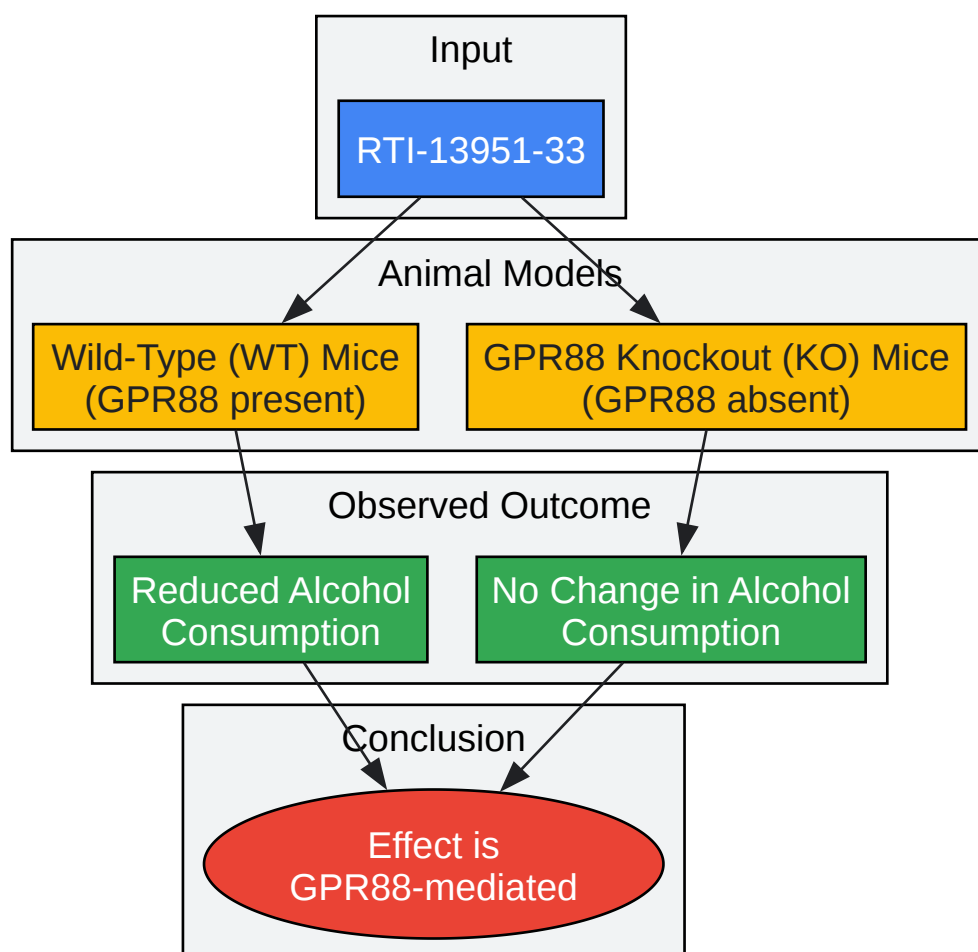 Input
RTI-13951-33
Animal Models
Wild-Type (WT) Mice
(GPR88 present)
GPR88 Knockout (KO) Mice
(GPR88 absent)
Observed Outcome
Reduced Alcohol
Consumption
No Change in Alcohol
Consumption
Conclusion
Effect is
GPR88-mediated